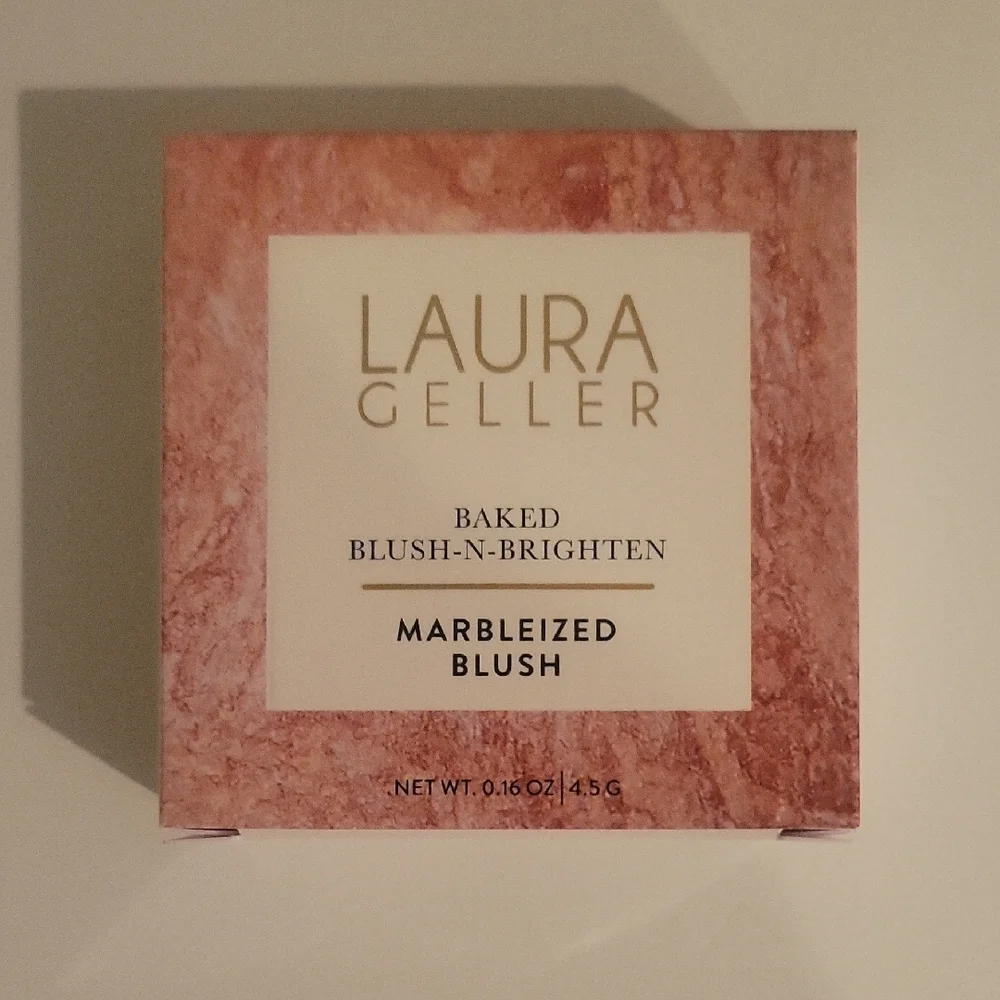 LAURA
GELLER
BAKED
BLUSH-N-BRIGHTEN
MARBLEIZED
BLUSH
NET WT. 0.16 OZ|4.5 G